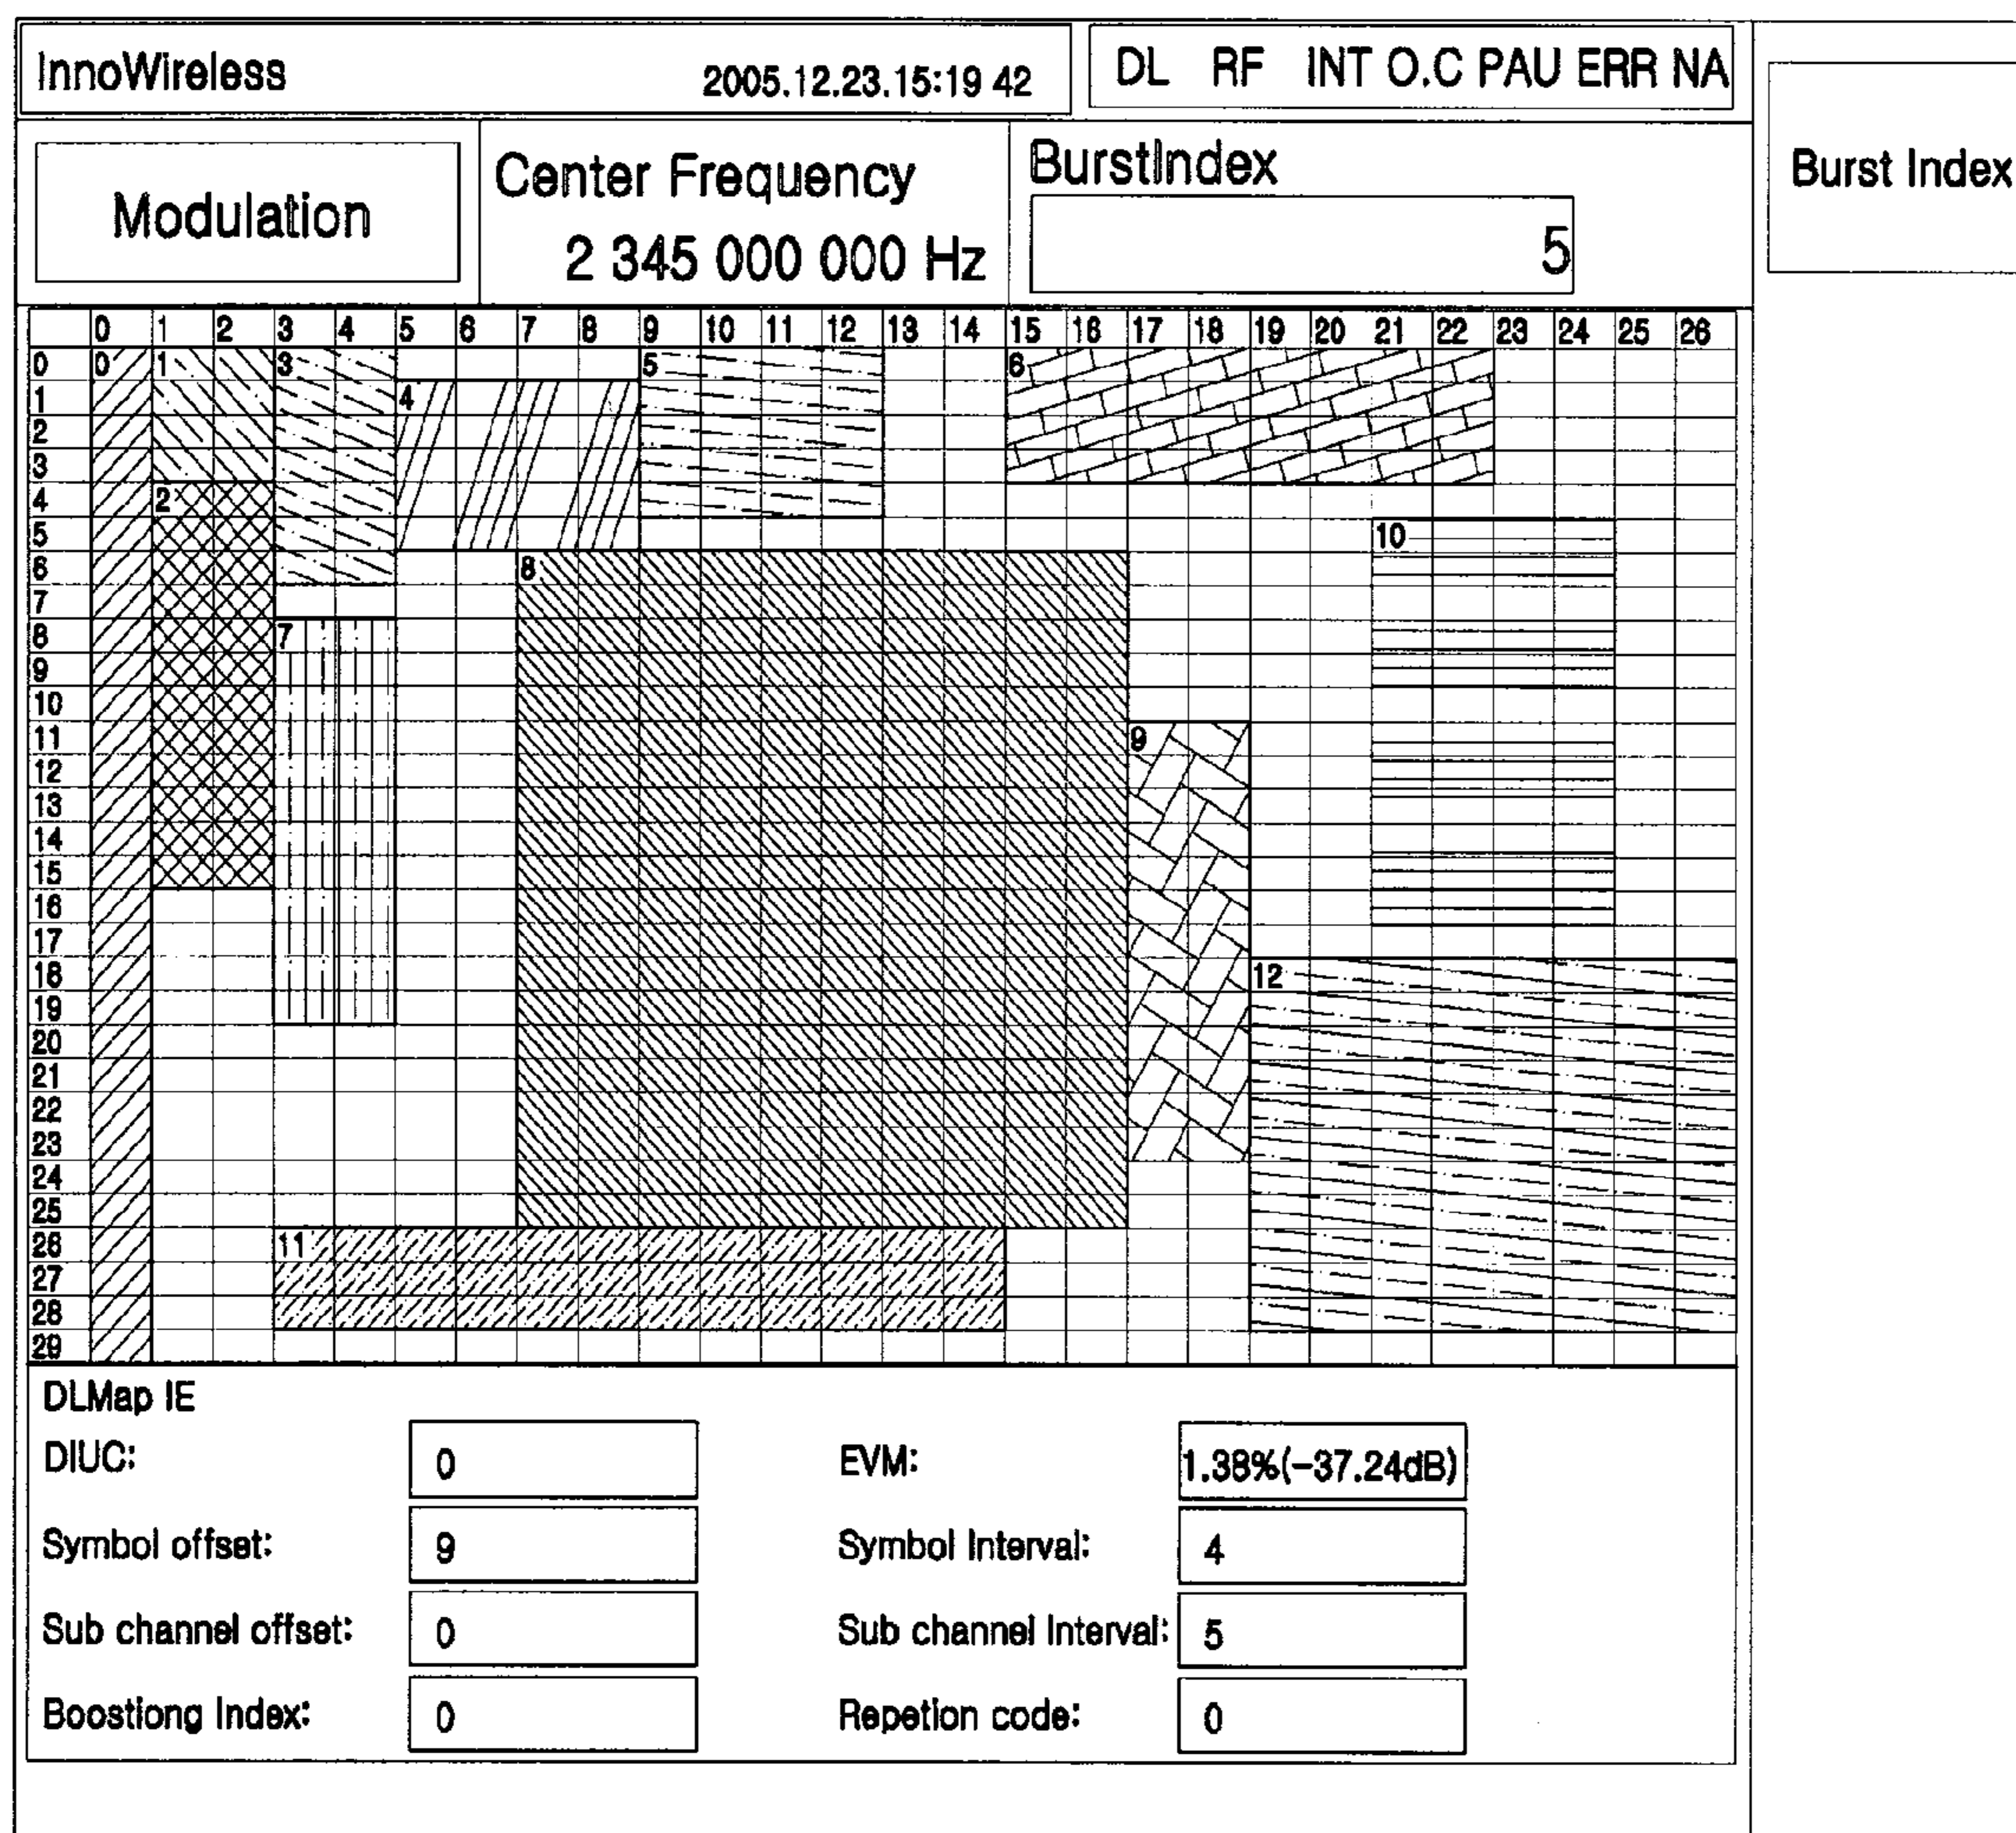 InnoWireless 2005.12.23.15:19 42 DL RF INT O.C PAU ERR NA
Modulation
Center Frequency
2 345 000 000 Hz
BurstIndex
5
Burst Index
0 1 2 3 4 5 6 7 8 9 10 11 12 13 14 15 16 17 18 19 20 21 22 23 24 25 26
0 0 1 3 5 6
1 4
2
3
4 2
5 10
6 8
7
8 7
9
10
11 9
12
13
14
15
16
17
18 12
19
20
21
22
23
24
25
26 11
27
28
29
DLMap IE
DIUC: 0 EVM: 1.38%(-37.24dB)
Symbol offset: 9 Symbol Interval: 4
Sub channel offset: 0 Sub channel Interval: 5
Boostiong Index: 0 Repetion code: 0